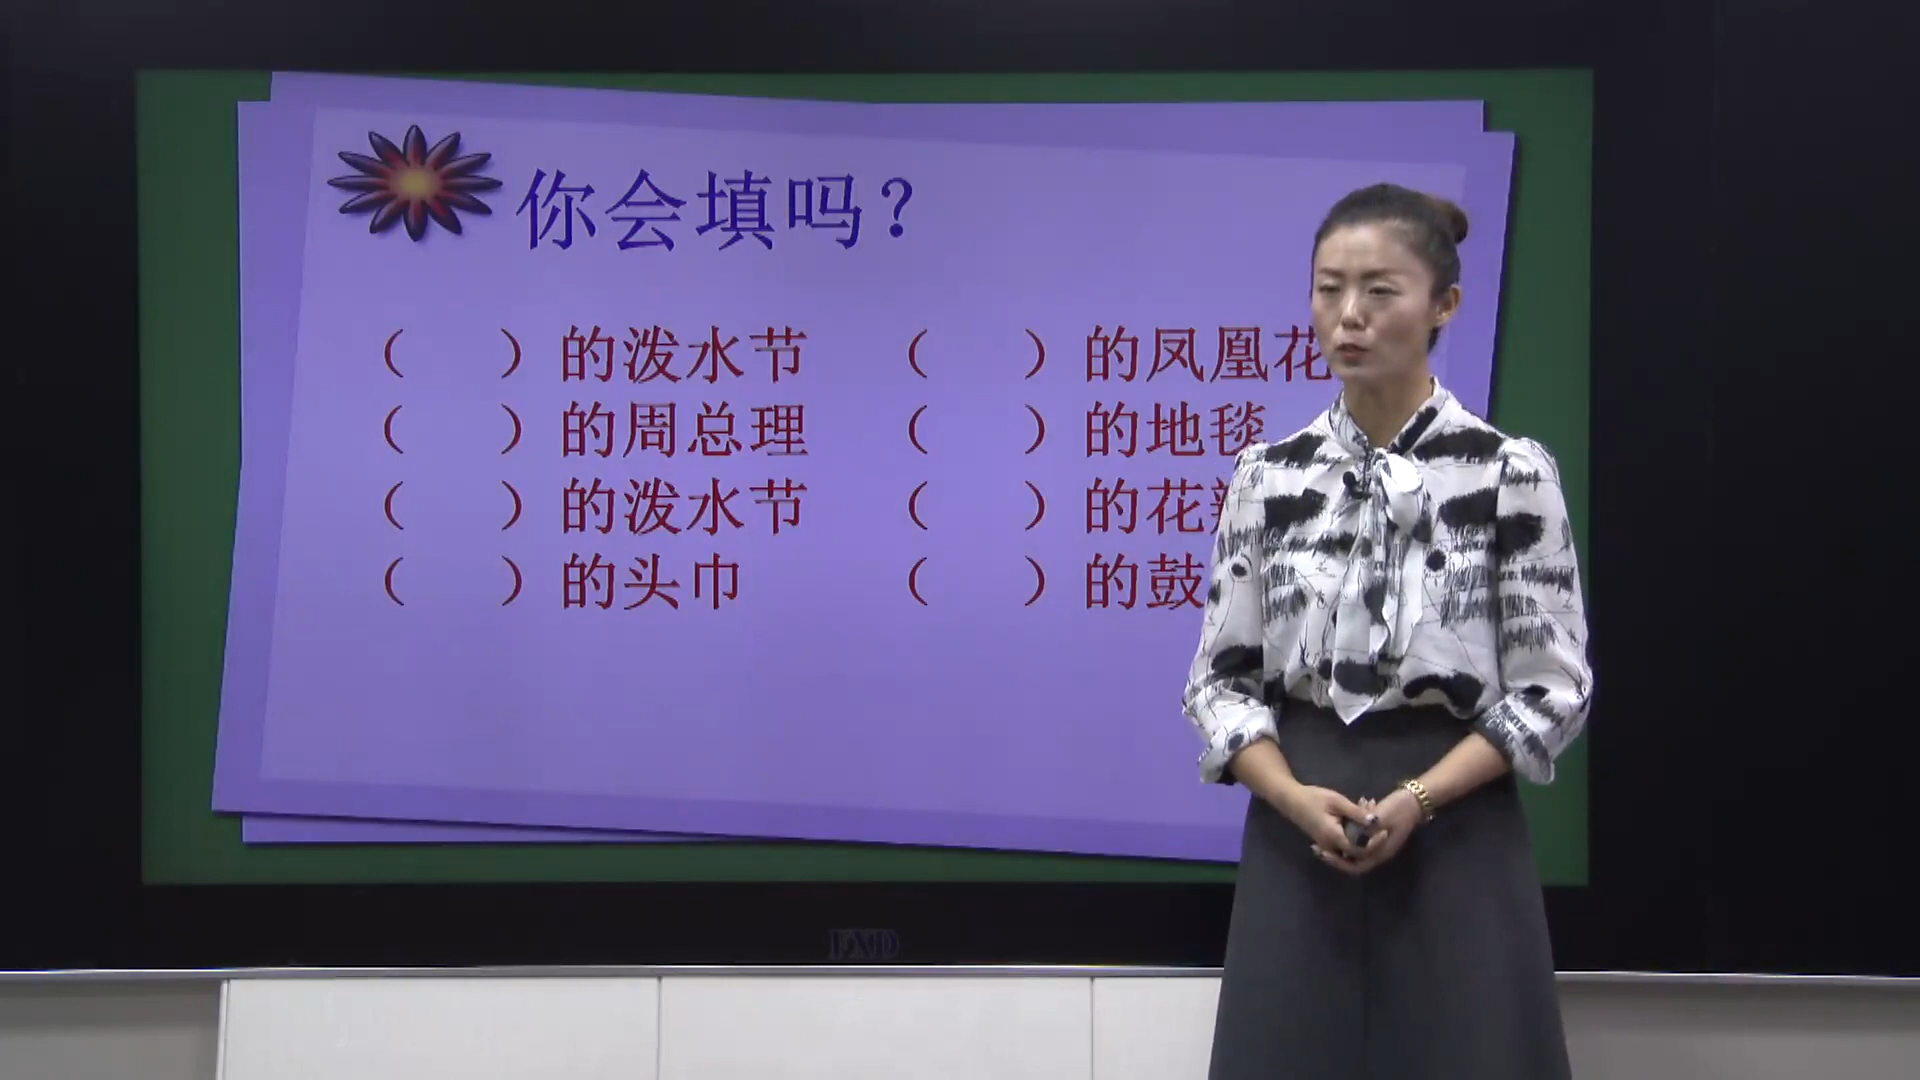 你会填吗？
（ ）的泼水节 （ ）的凤凰花
（ ）的周总理 （ ）的地毯
（ ）的泼水节 （ ）的花
（ ）的头巾 （ ）的鼓
EXD